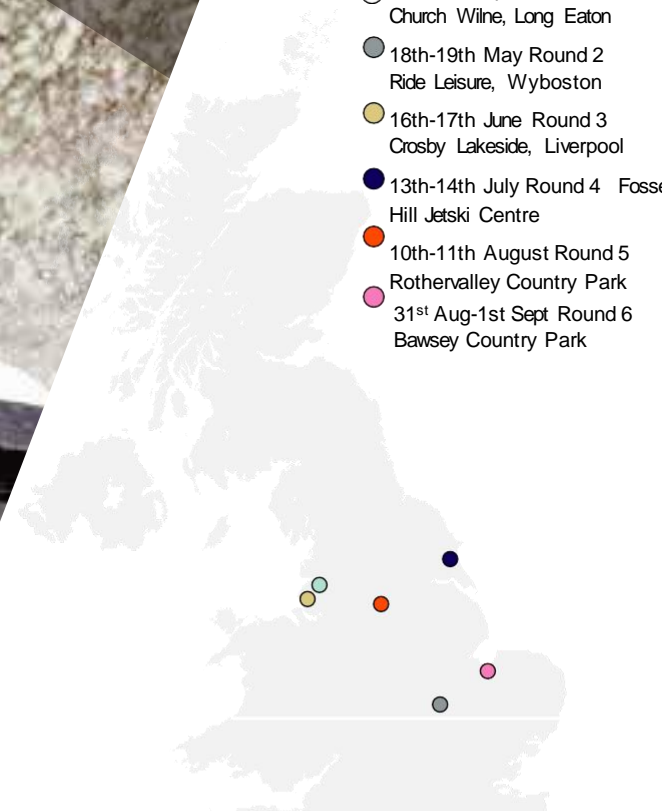 Church Wilne, Long Eaton
18th-19th May Round 2
Ride Leisure, Wyboston
16th-17th June Round 3
Crosby Lakeside, Liverpool
13th-14th July Round 4 Fosse
Hill Jetski Centre
10th-11th August Round 5
Rothervalley Country Park
31st Aug-1st Sept Round 6
Bawsey Country Park